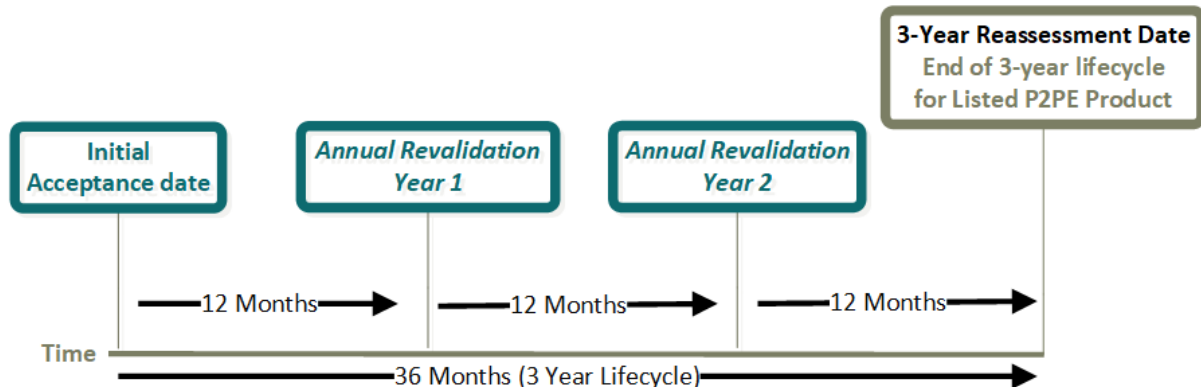 3-Year Reassessment Date
End of 3-year lifecycle
for Listed P2PE Product
Initial
Acceptance date
Annual Revalidation
Year 1
Annual Revalidation
Year 2
12 Months
12 Months
12 Months
Time
36 Months (3 Year Lifecycle)